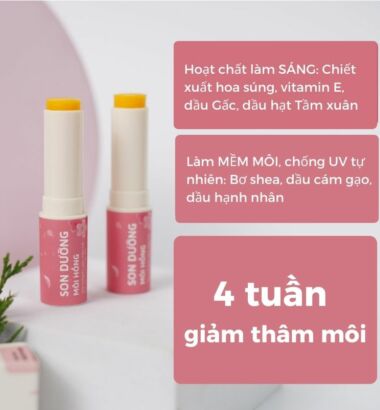 Hoạt chất làm SÁNG: Chiết
xuất hoa súng, vitamin E,
dầu Gấc, dầu hạt Tầm xuân
Làm MỀM MÔI, chống UV tự
nhiên: Bơ shea, dầu cám gạo,
dầu hạnh nhân
4 tuần
giảm thâm môi
SON DƯỠNG
MÔI HỒNG
SON DƯỠNG
MÔI HỒNG